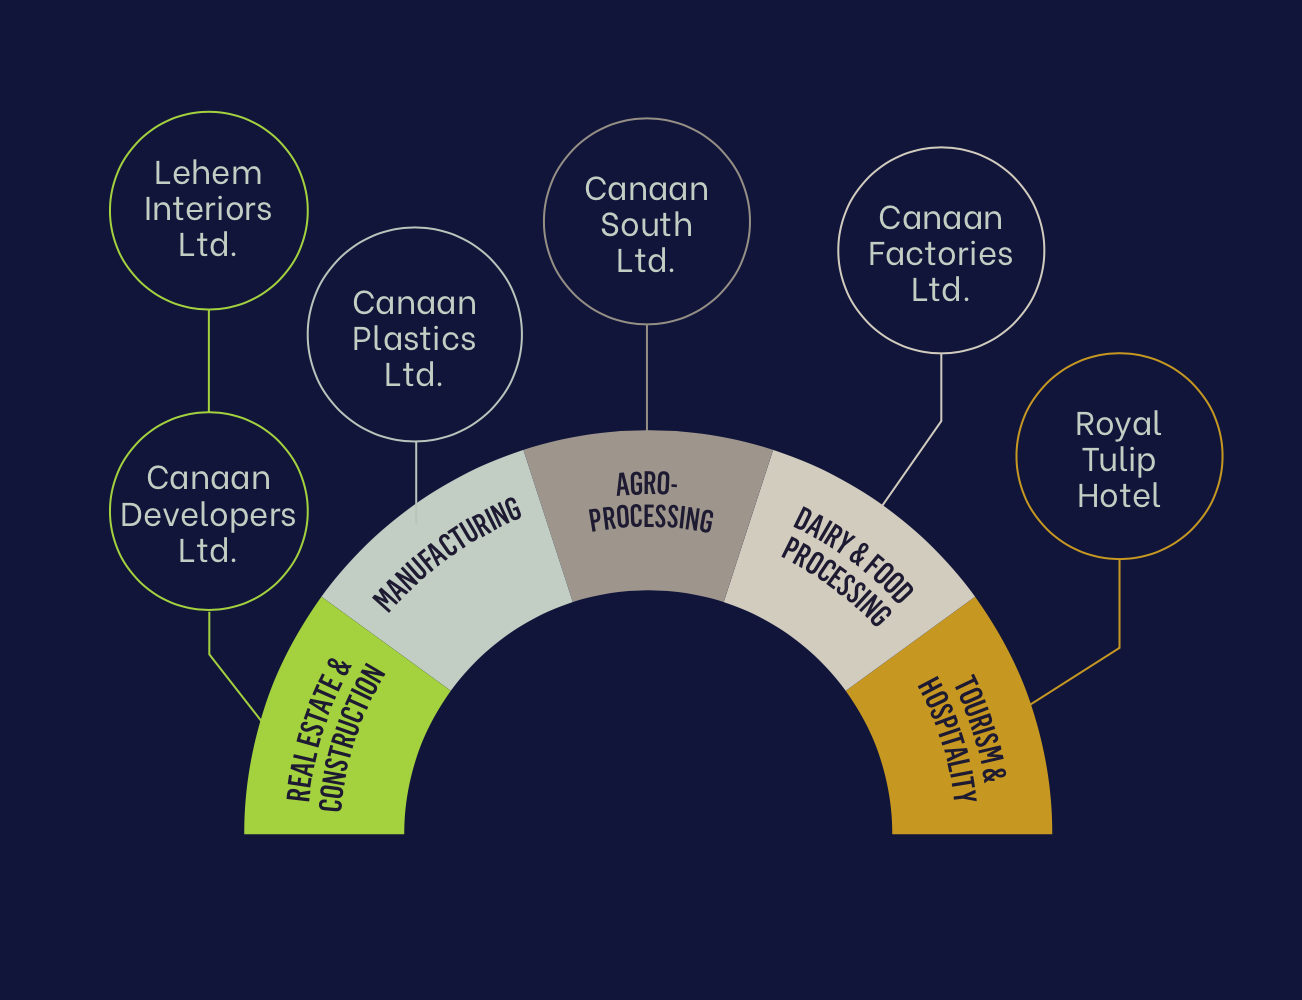 Lehem
Interiors
Ltd.
Canaan
Developers
Ltd.
Canaan
Plastics
Ltd.
Canaan
South
Ltd.
Canaan
Factories
Ltd.
Royal
Tulip
Hotel
REAL ESTATE &
CONSTRUCTION
MANUFACTURING
AGRO-
PROCESSING
DAIRY & FOOD
PROCESSING
TOURISM &
HOSPITALITY